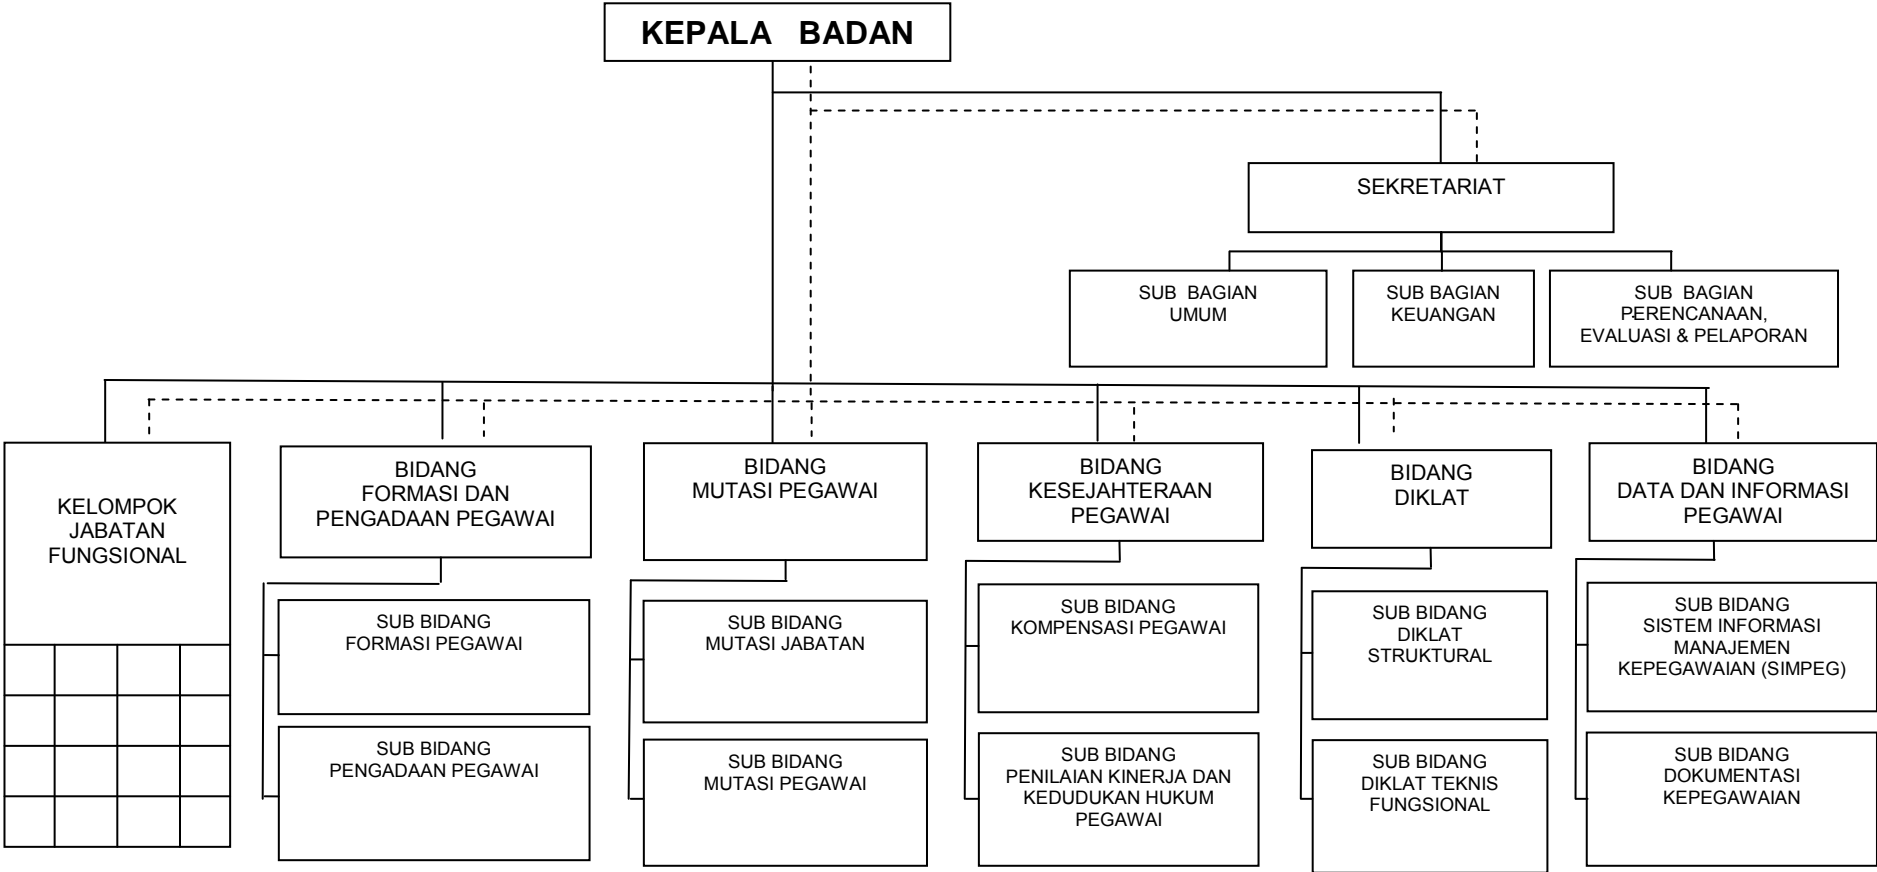 KEPALA BADAN
SEKRETARIAT
SUB BAGIAN
UMUM
SUB BAGIAN
KEUANGAN
SUB BAGIAN
PERENCANAAN,
EVALUASI & PELAPORAN
KELOMPOK
JABATAN
FUNGSIONAL
BIDANG
FORMASI DAN
PENGADAAN PEGAWAI
BIDANG
MUTASI PEGAWAI
BIDANG
KESEJAHTERAAN
PEGAWAI
BIDANG
DIKLAT
BIDANG
DATA DAN INFORMASI
PEGAWAI
SUB BIDANG
FORMASI PEGAWAI
SUB BIDANG
MUTASI JABATAN
SUB BIDANG
KOMPENSASI PEGAWAI
SUB BIDANG
DIKLAT
STRUKTURAL
SUB BIDANG
SISTEM INFORMASI
MANAJEMEN
KEPEGAWAIAN (SIMPEG)
SUB BIDANG
PENGADAAN PEGAWAI
SUB BIDANG
MUTASI PEGAWAI
SUB BIDANG
PENILAIAN KINERJA DAN
KEDUDUKAN HUKUM
PEGAWAI
SUB BIDANG
DIKLAT TEKNIS
FUNGSIONAL
SUB BIDANG
DOKUMENTASI
KEPEGAWAIAN